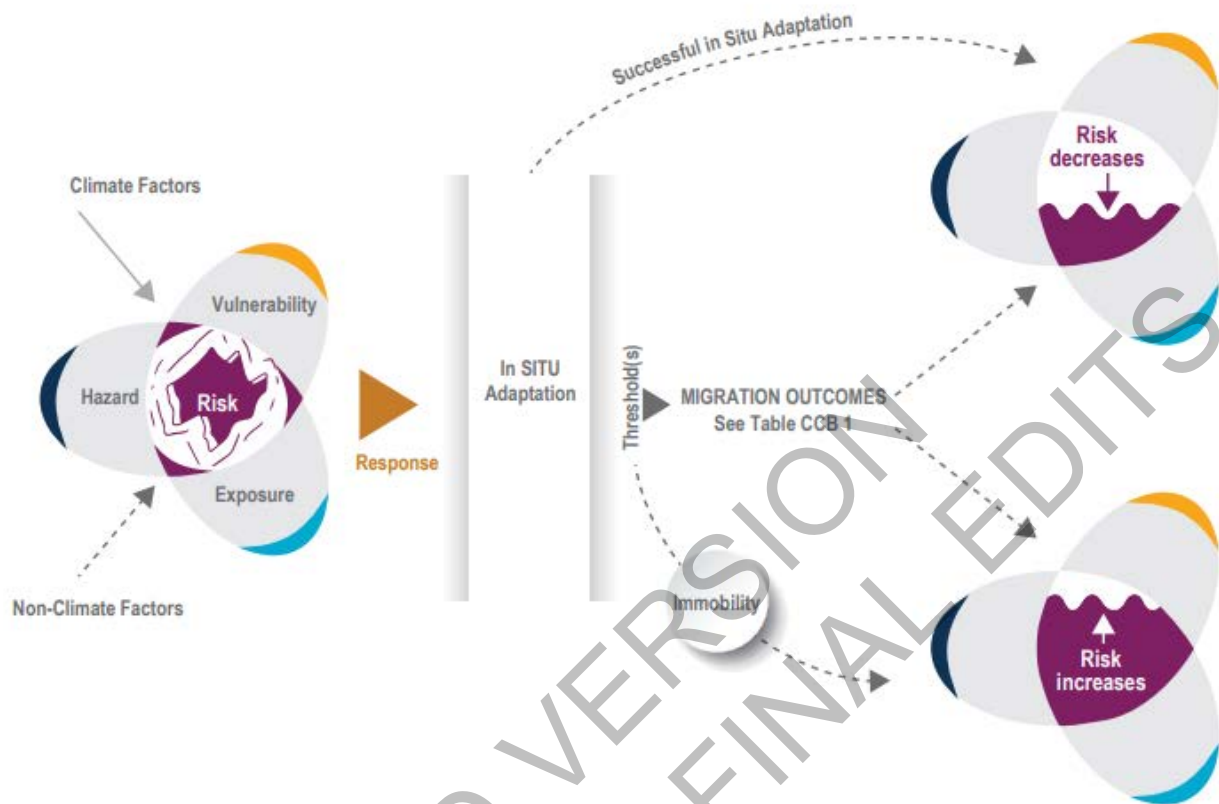 Successful in Situ Adaptation
Risk
decreases
Climate Factors
Vulnerability
Hazard
Risk
Exposure
Non-Climate Factors
Response
In SITU
Adaptation
Threshold(s)
MIGRATION OUTCOMES
See Table CCB 1
Immobility
Risk
increases
VERSION
FINAL EDITS